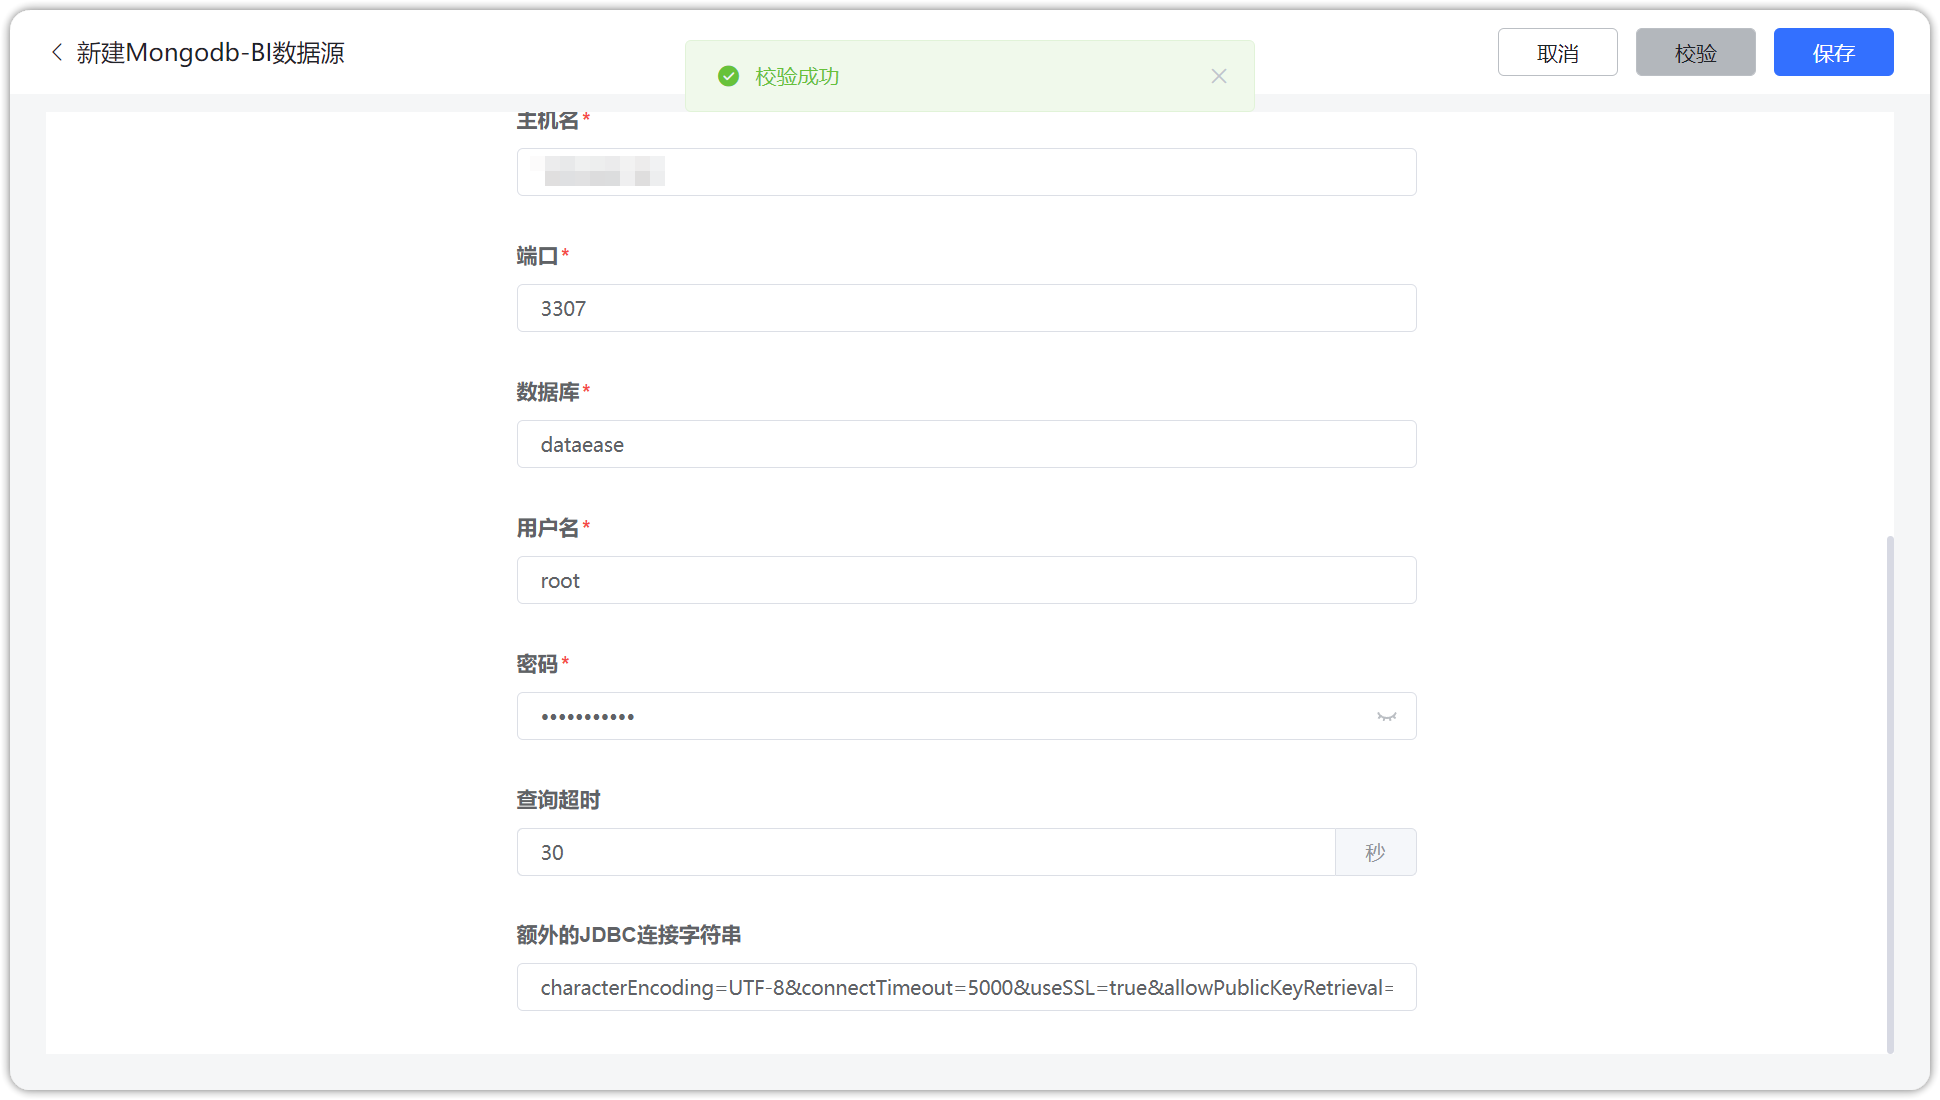 新建Mongodb-BI数据源
校验成功
取消
校验
保存
主机名*
端口*
3307
数据库*
dataease
用户名*
root
密码*
•••••••••••
查询超时
30
秒
额外的JDBC连接字符串
characterEncoding=UTF-8&connectTimeout=5000&useSSL=true&allowPublicKeyRetrieval=